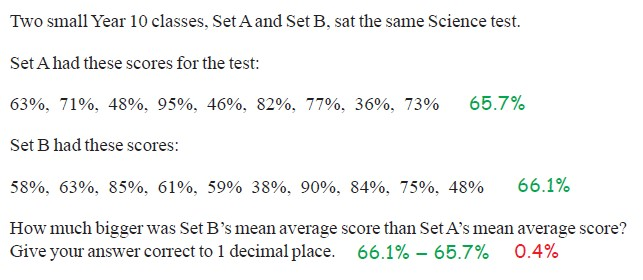 Two small Year 10 classes, Set A and Set B, sat the same Science test.
Set A had these scores for the test:
63%, 71%, 48%, 95%, 46%, 82%, 77%, 36%, 73% 65.7%
Set B had these scores:
58%, 63%, 85%, 61%, 59% 38%, 90%, 84%, 75%, 48% 66.1%
How much bigger was Set B's mean average score than Set A's mean average score?
Give your answer correct to 1 decimal place. 66.1% – 65.7% 0.4%